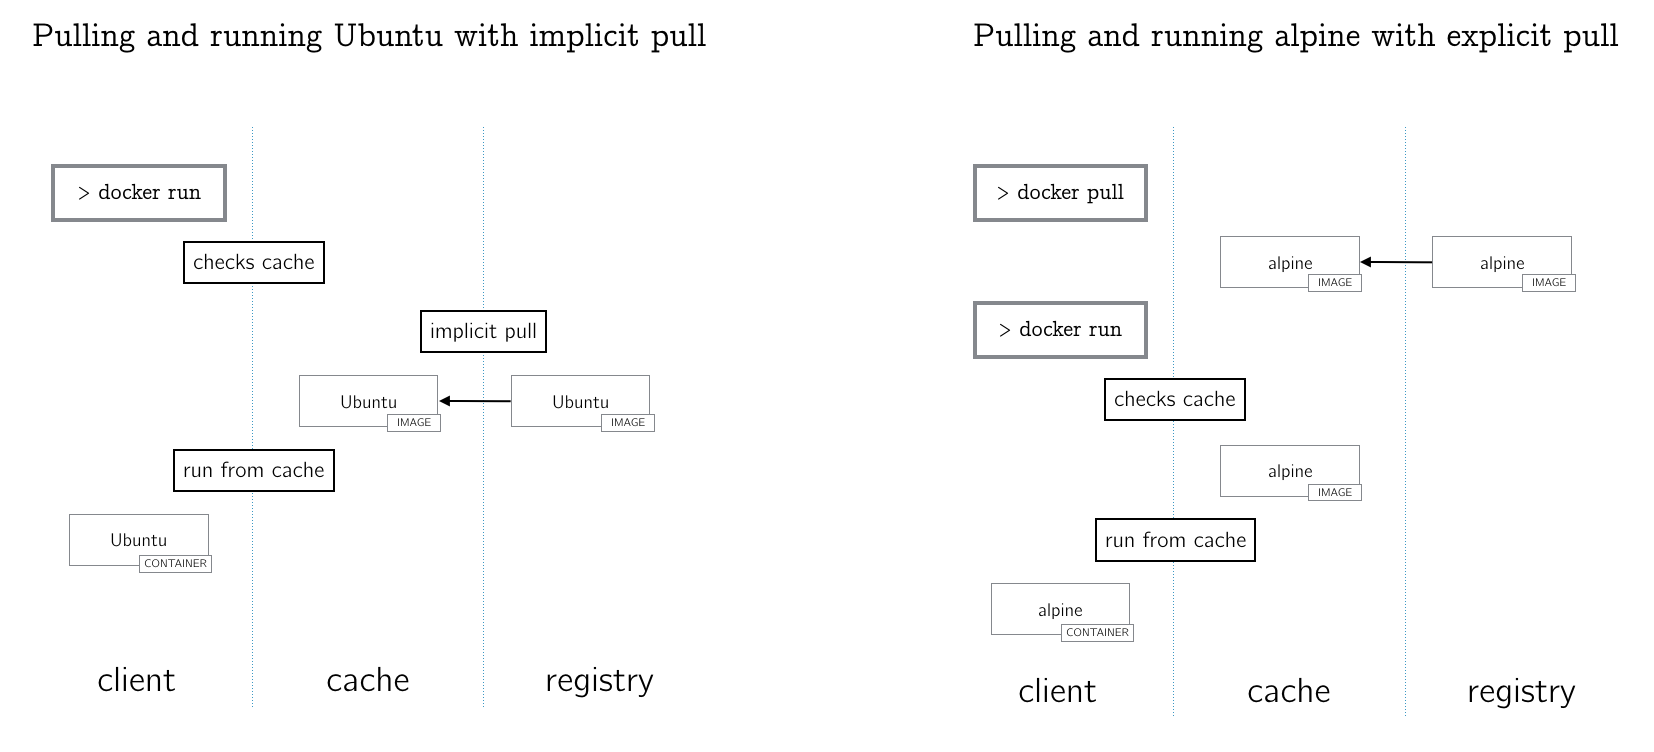 Pulling and running Ubuntu with implicit pull
> docker run
checks cache
implicit pull
Ubuntu
IMAGE
Ubuntu
IMAGE
run from cache
Ubuntu
CONTAINER
client
cache
registry
Pulling and running alpine with explicit pull
> docker pull
alpine
IMAGE
alpine
IMAGE
> docker run
checks cache
alpine
IMAGE
run from cache
alpine
CONTAINER
client
cache
registry